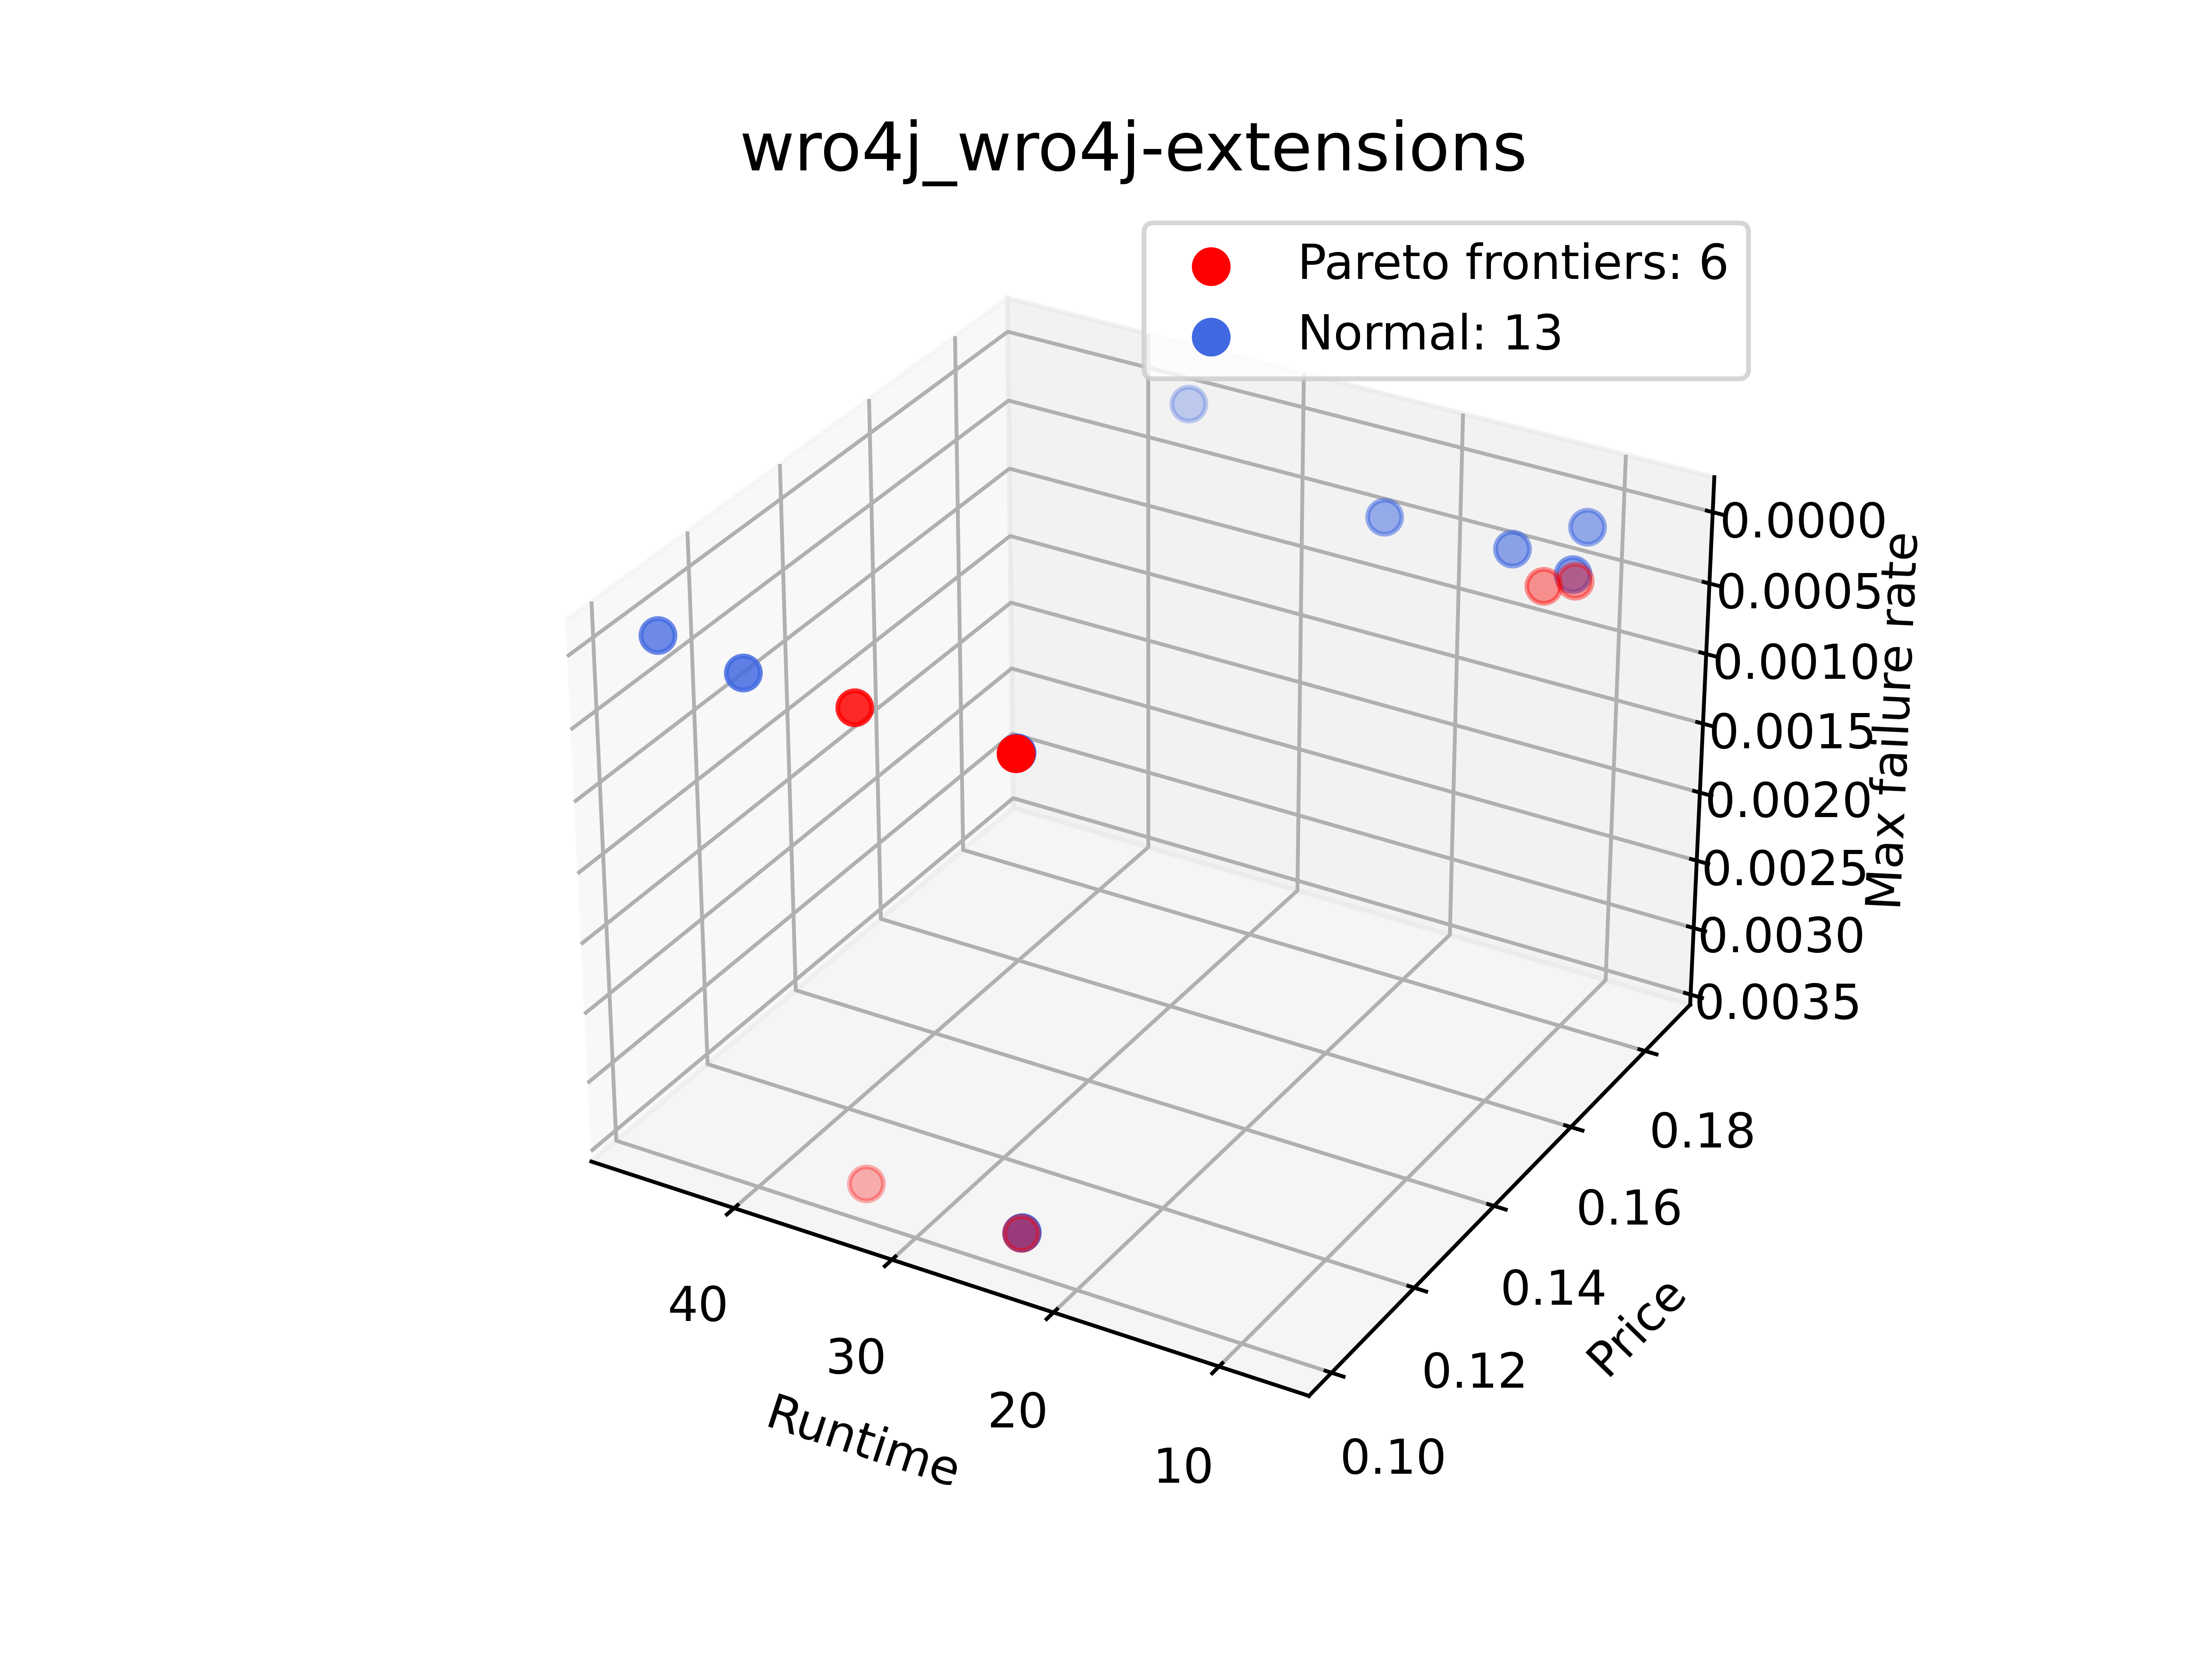 wro4j_wro4j-extensions
Pareto frontiers: 6
Normal: 13
0.0000
0.0005
0.0010
0.0015
0.0020
0.0025
0.0030
0.0035
Max failure rate
0.18
0.16
0.14
0.12
0.10
Price
40
30
20
10
Runtime